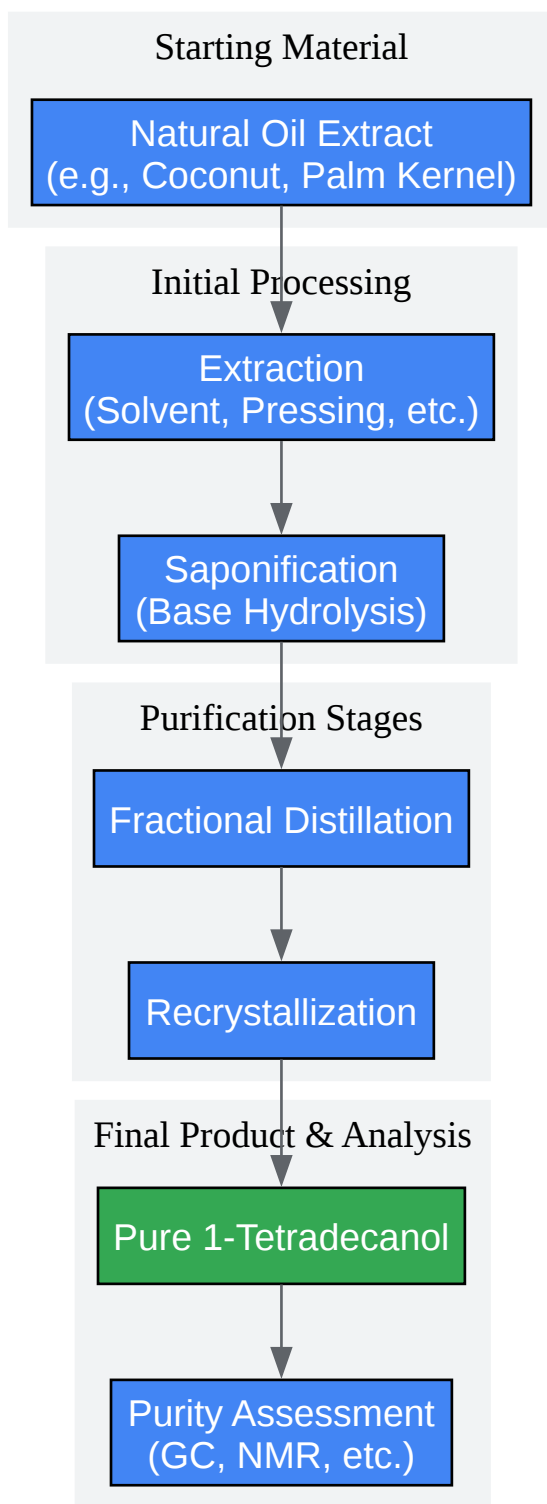 Starting Material
Natural Oil Extract
(e.g., Coconut, Palm Kernel)
Initial Processing
Extraction
(Solvent, Pressing, etc.)
Saponification
(Base Hydrolysis)
Purification Stages
Fractional Distillation
Recrystallization
Final Product & Analysis
Pure 1-Tetradecanol
Purity Assessment
(GC, NMR, etc.)